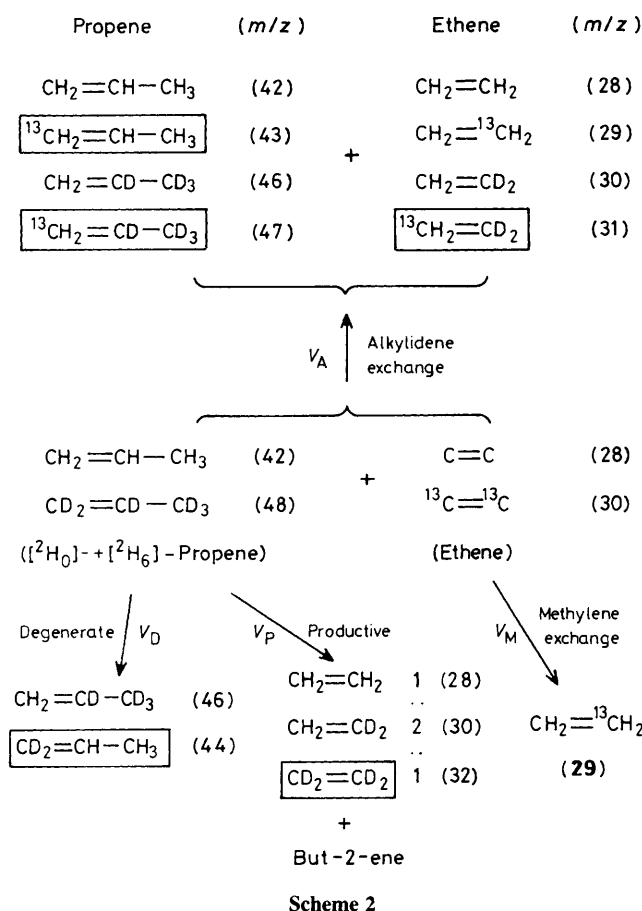 Propene (m/z) Ethene (m/z)
CH₂=CH−CH₃ (42) CH₂=CH₂ (28)
¹³CH₂=CH−CH₃ (43) + CH₂=¹³CH₂ (29)
CH₂=CD−CD₃ (46) CH₂=CD₂ (30)
¹³CH₂=CD−CD₃ (47) ¹³CH₂=CD₂ (31)
V_A Alkylidene
exchange
CH₂=CH−CH₃ (42) + C=C (28)
CD₂=CD−CD₃ (48) ¹³C=¹³C (30)
([²H₀]- +[²H₆]-Propene) (Ethene)
Degenerate V_D V_P Productive V_M Methylene
exchange
CH₂=CD−CD₃ (46)
CD₂=CH−CH₃ (44)
CH₂=CH₂ 1 (28)
..
CH₂=CD₂ 2 (30)
..
CD₂=CD₂ 1 (32)
+
But-2-ene
CH₂=¹³CH₂
(29)
Scheme 2